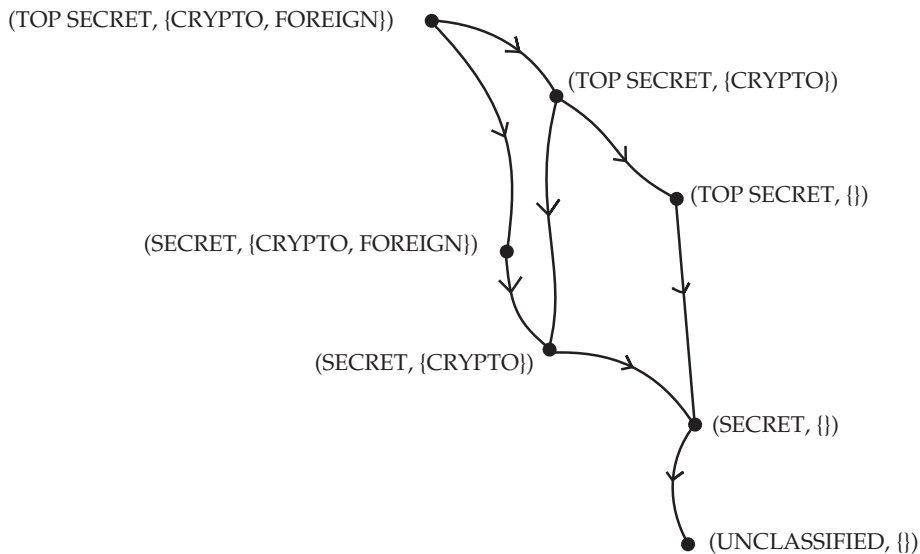 (TOP SECRET, {CRYPTO, FOREIGN})
(TOP SECRET, {CRYPTO})
(TOP SECRET, {})
(SECRET, {CRYPTO, FOREIGN})
(SECRET, {CRYPTO})
(SECRET, {})
(UNCLASSIFIED, {})